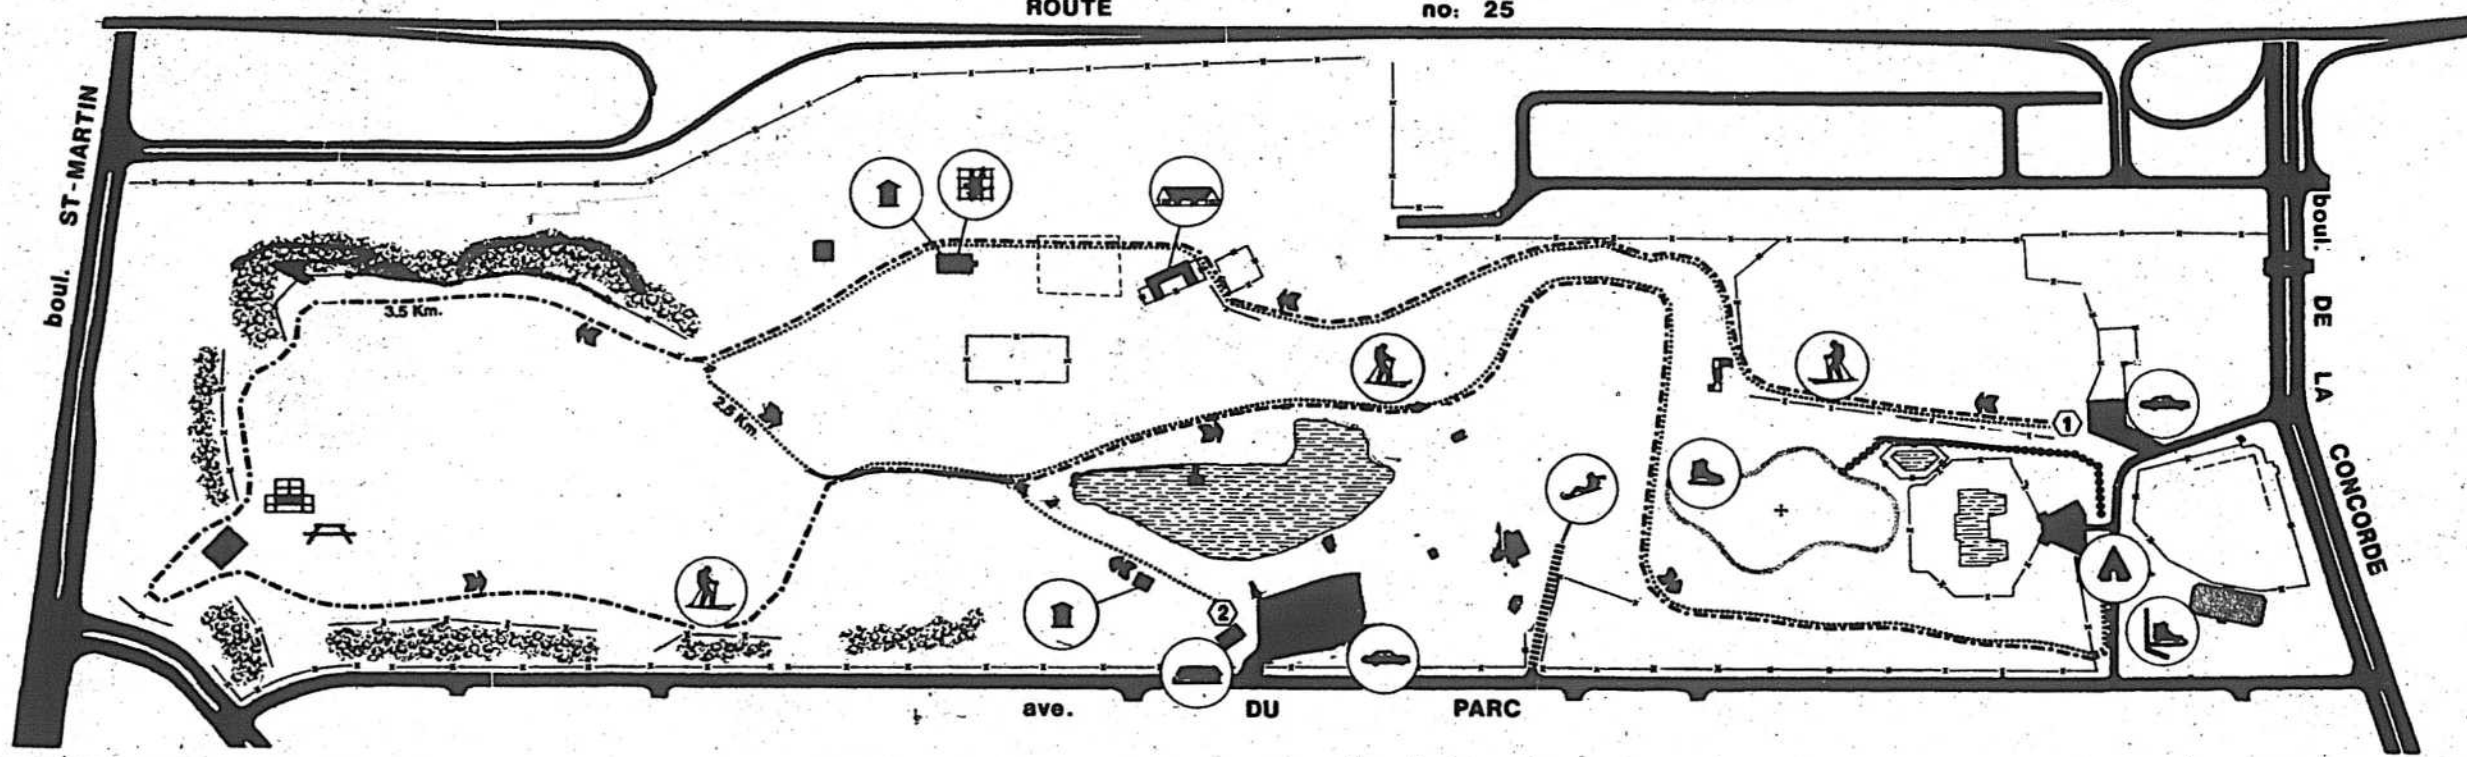 ROUTE no: 25
boul. ST-MARTIN
boul. DE LA CONCORDE
3.5 Km.
2.5 Km.
1
2
ave. DU PARC